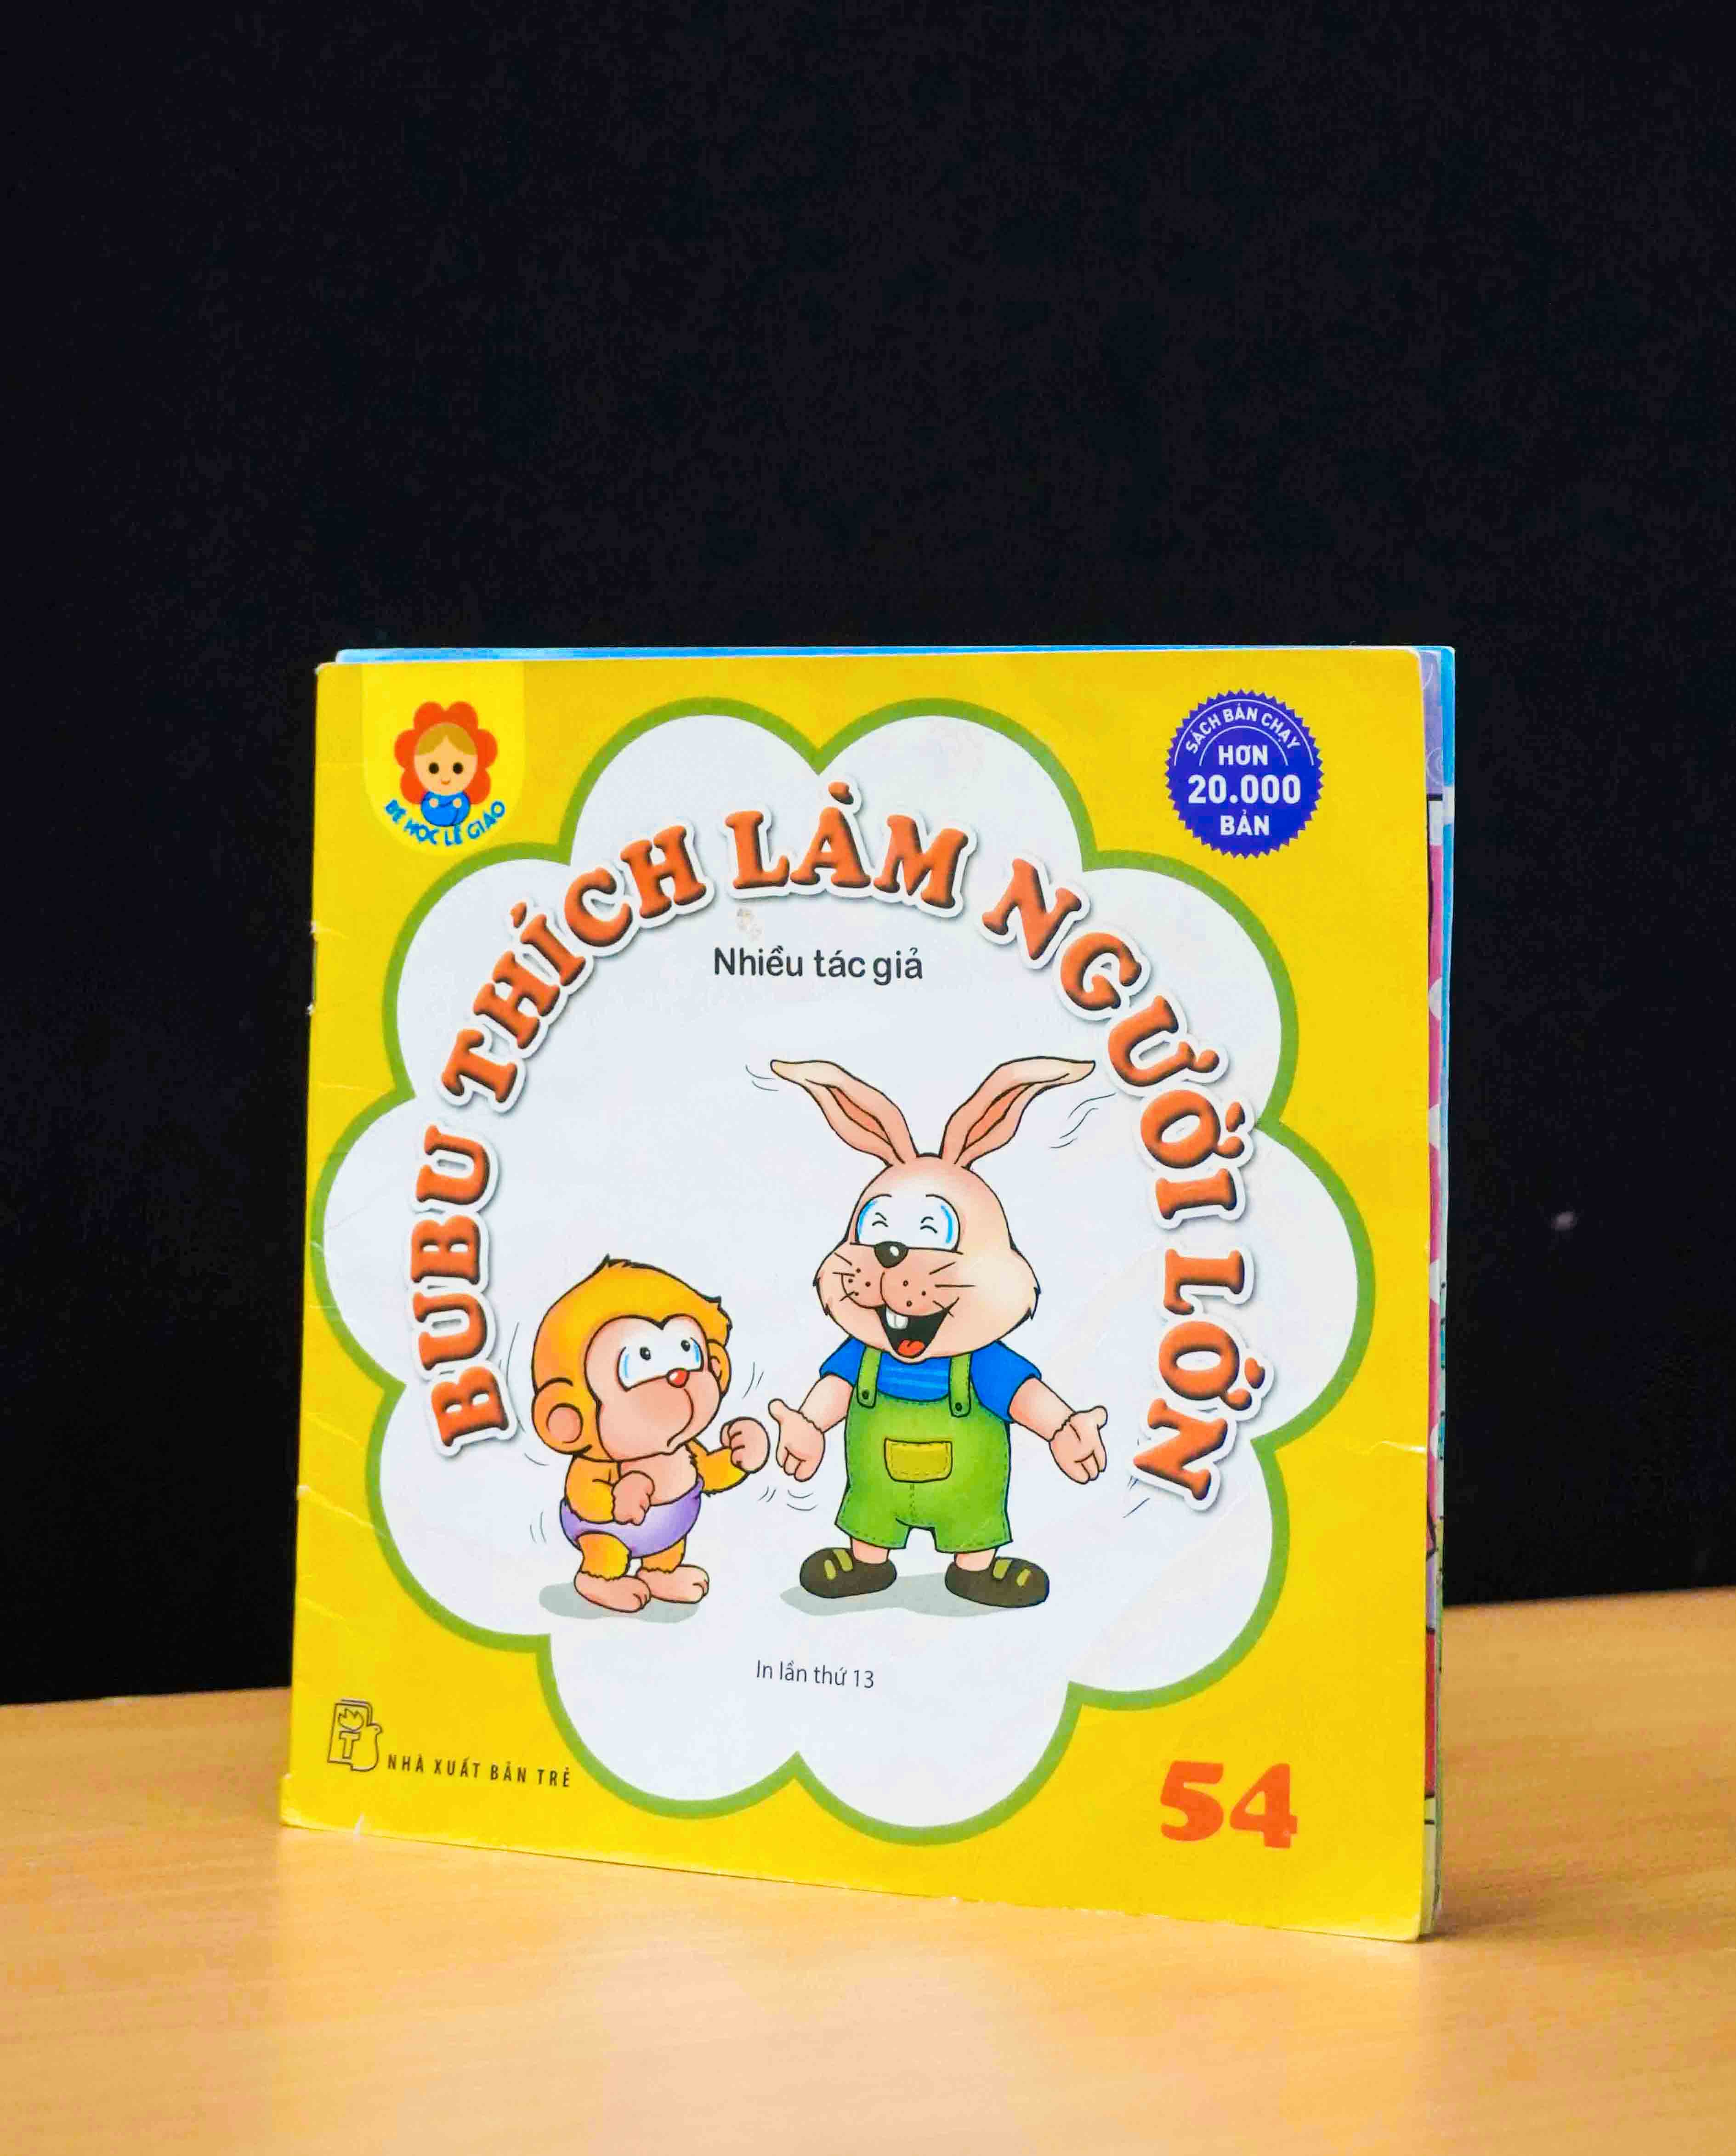 BÉ HỌC LỄ GIÁO
SÁCH BÁN CHẠY
HƠN
20.000
BẢN
BUBU THÍCH LÀM NGƯỜI LỚN
Nhiều tác giả
In lần thứ 13
T
NHÀ XUẤT BẢN TRẺ
54